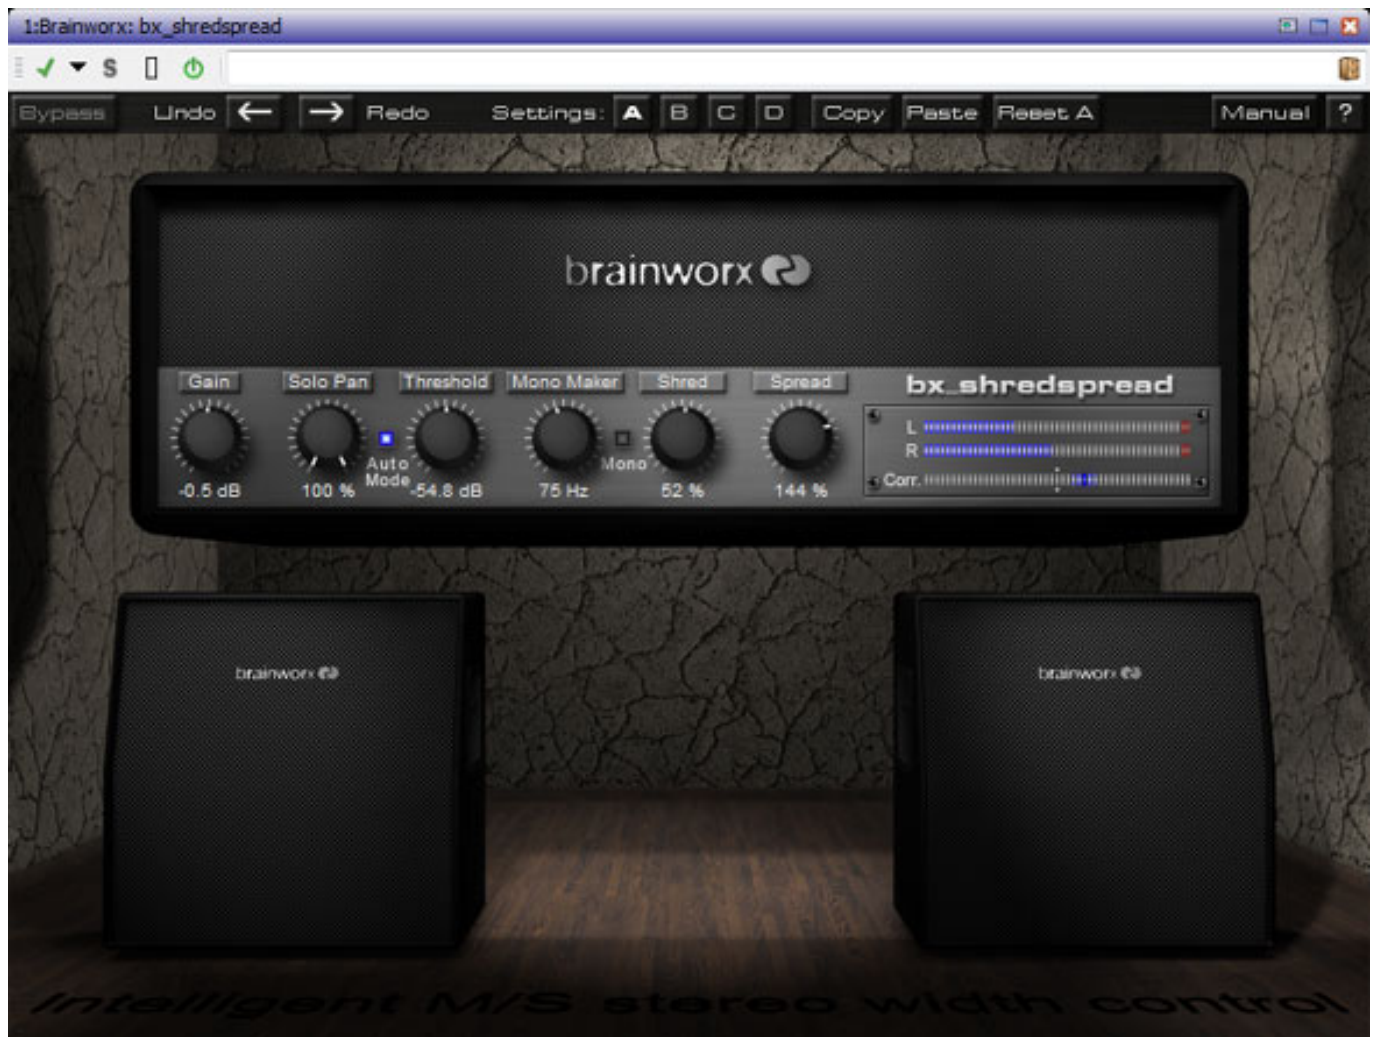 1:Brainworx: bx_shredspread
S
Bypass Undo Redo Settings: A B C D Copy Paste Reset A Manual ?
brainworx
Gain Solo Pan Threshold Mono Maker Shred Spread bx_shredspread
L
R
Auto Mode Mono
Corr.
-0.5 dB 100 % -54.8 dB 75 Hz 52 % 144 %
brainworx brainworx
Intelligent M/S stereo width control